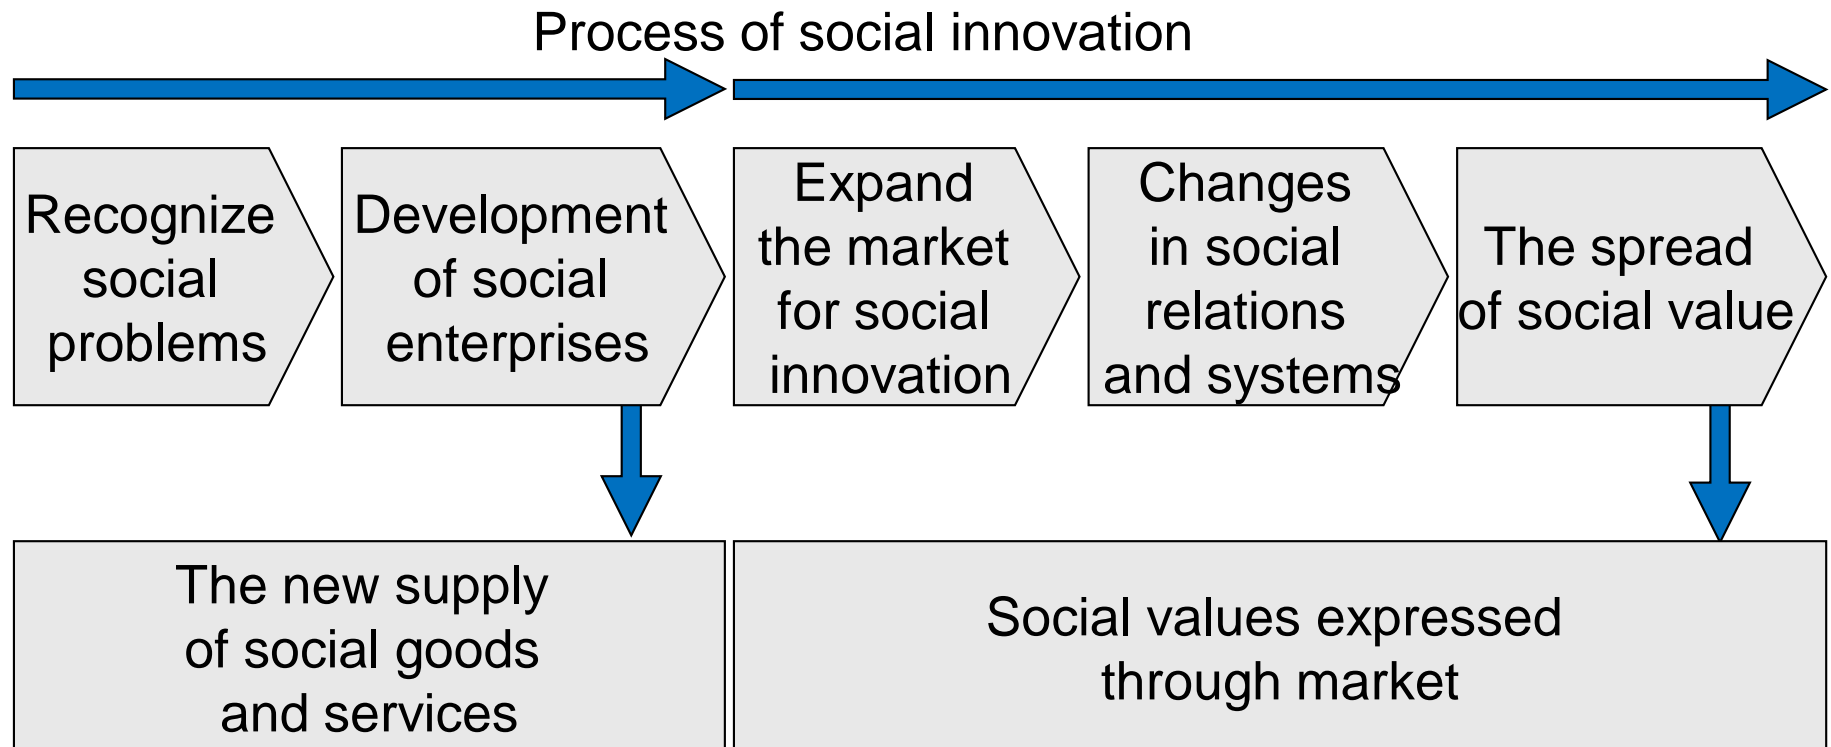 Process of social innovation
Recognize
social
problems
Development
of social
enterprises
Expand
the market
for social
innovation
Changes
in social
relations
and systems
The spread
of social value
The new supply
of social goods
and services
Social values expressed
through market